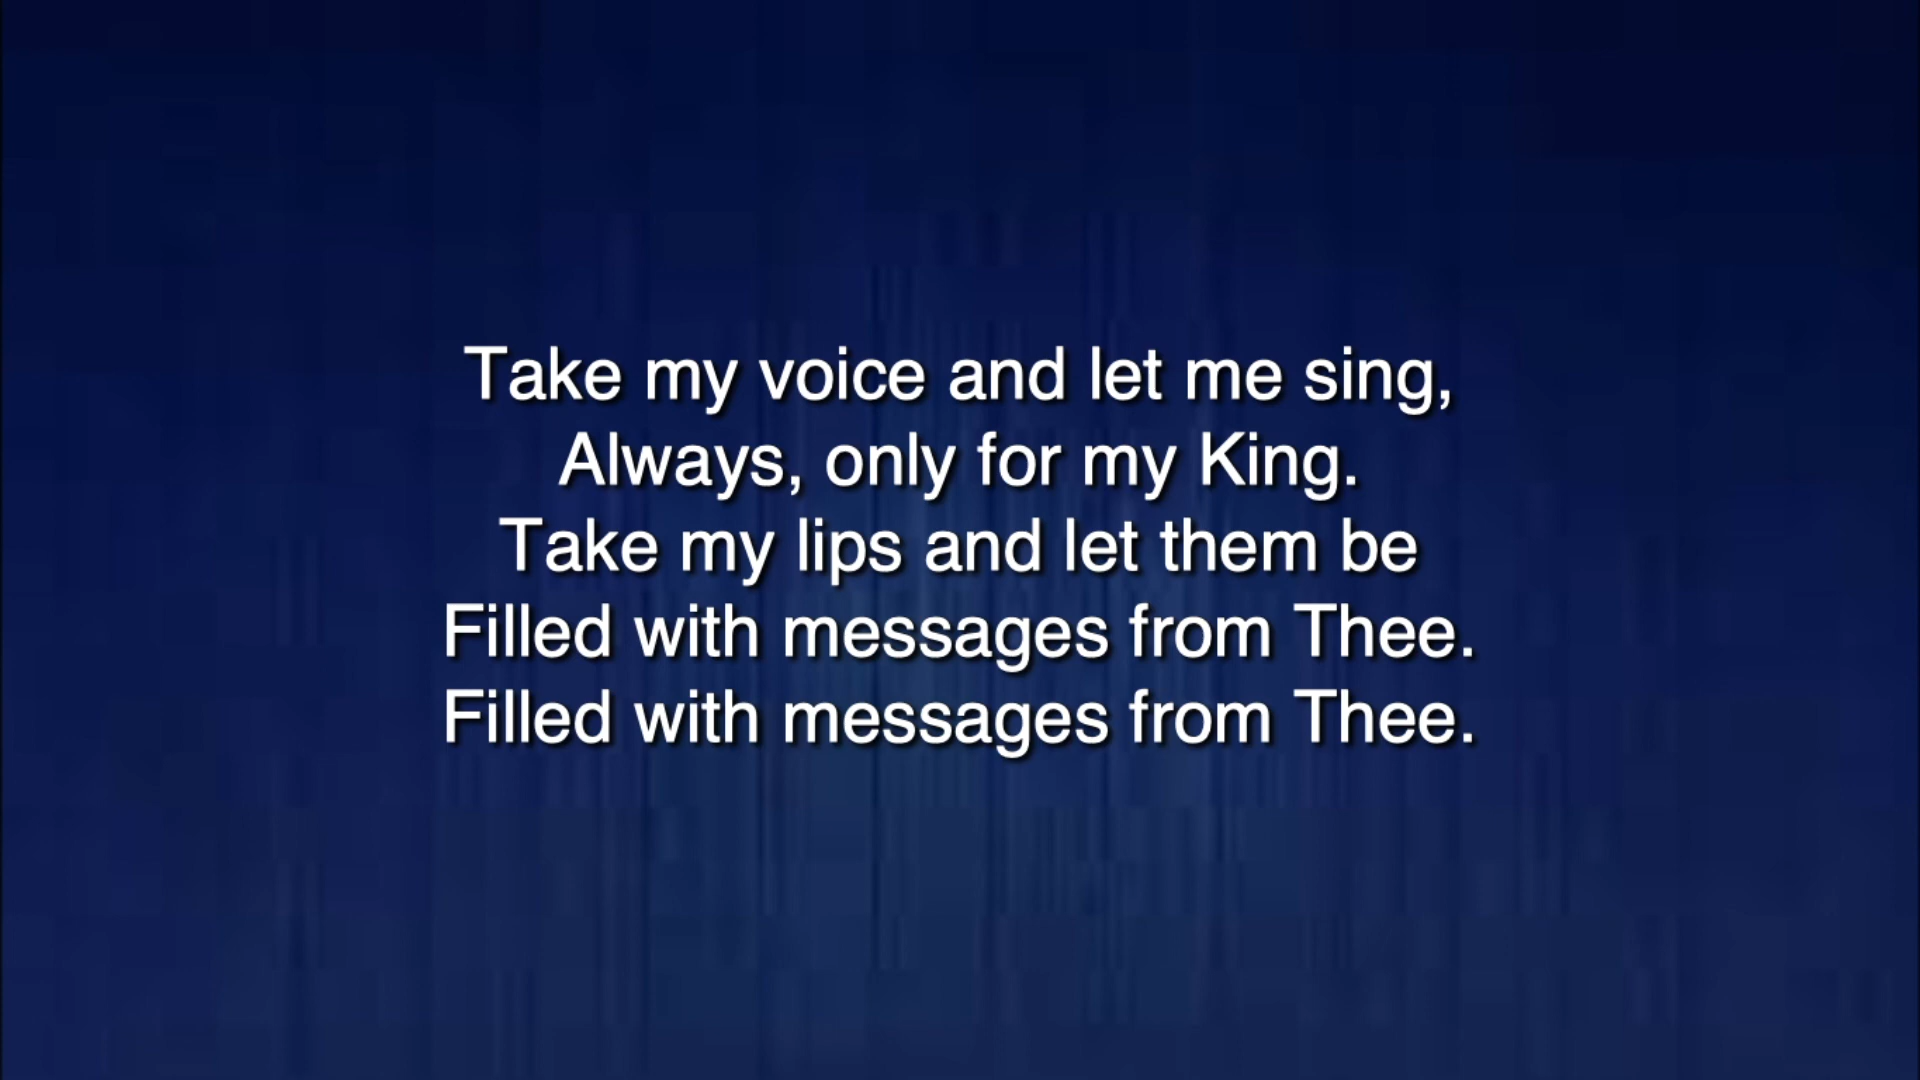 Take my voice and let me sing,
Always, only for my King.
Take my lips and let them be
Filled with messages from Thee.
Filled with messages from Thee.